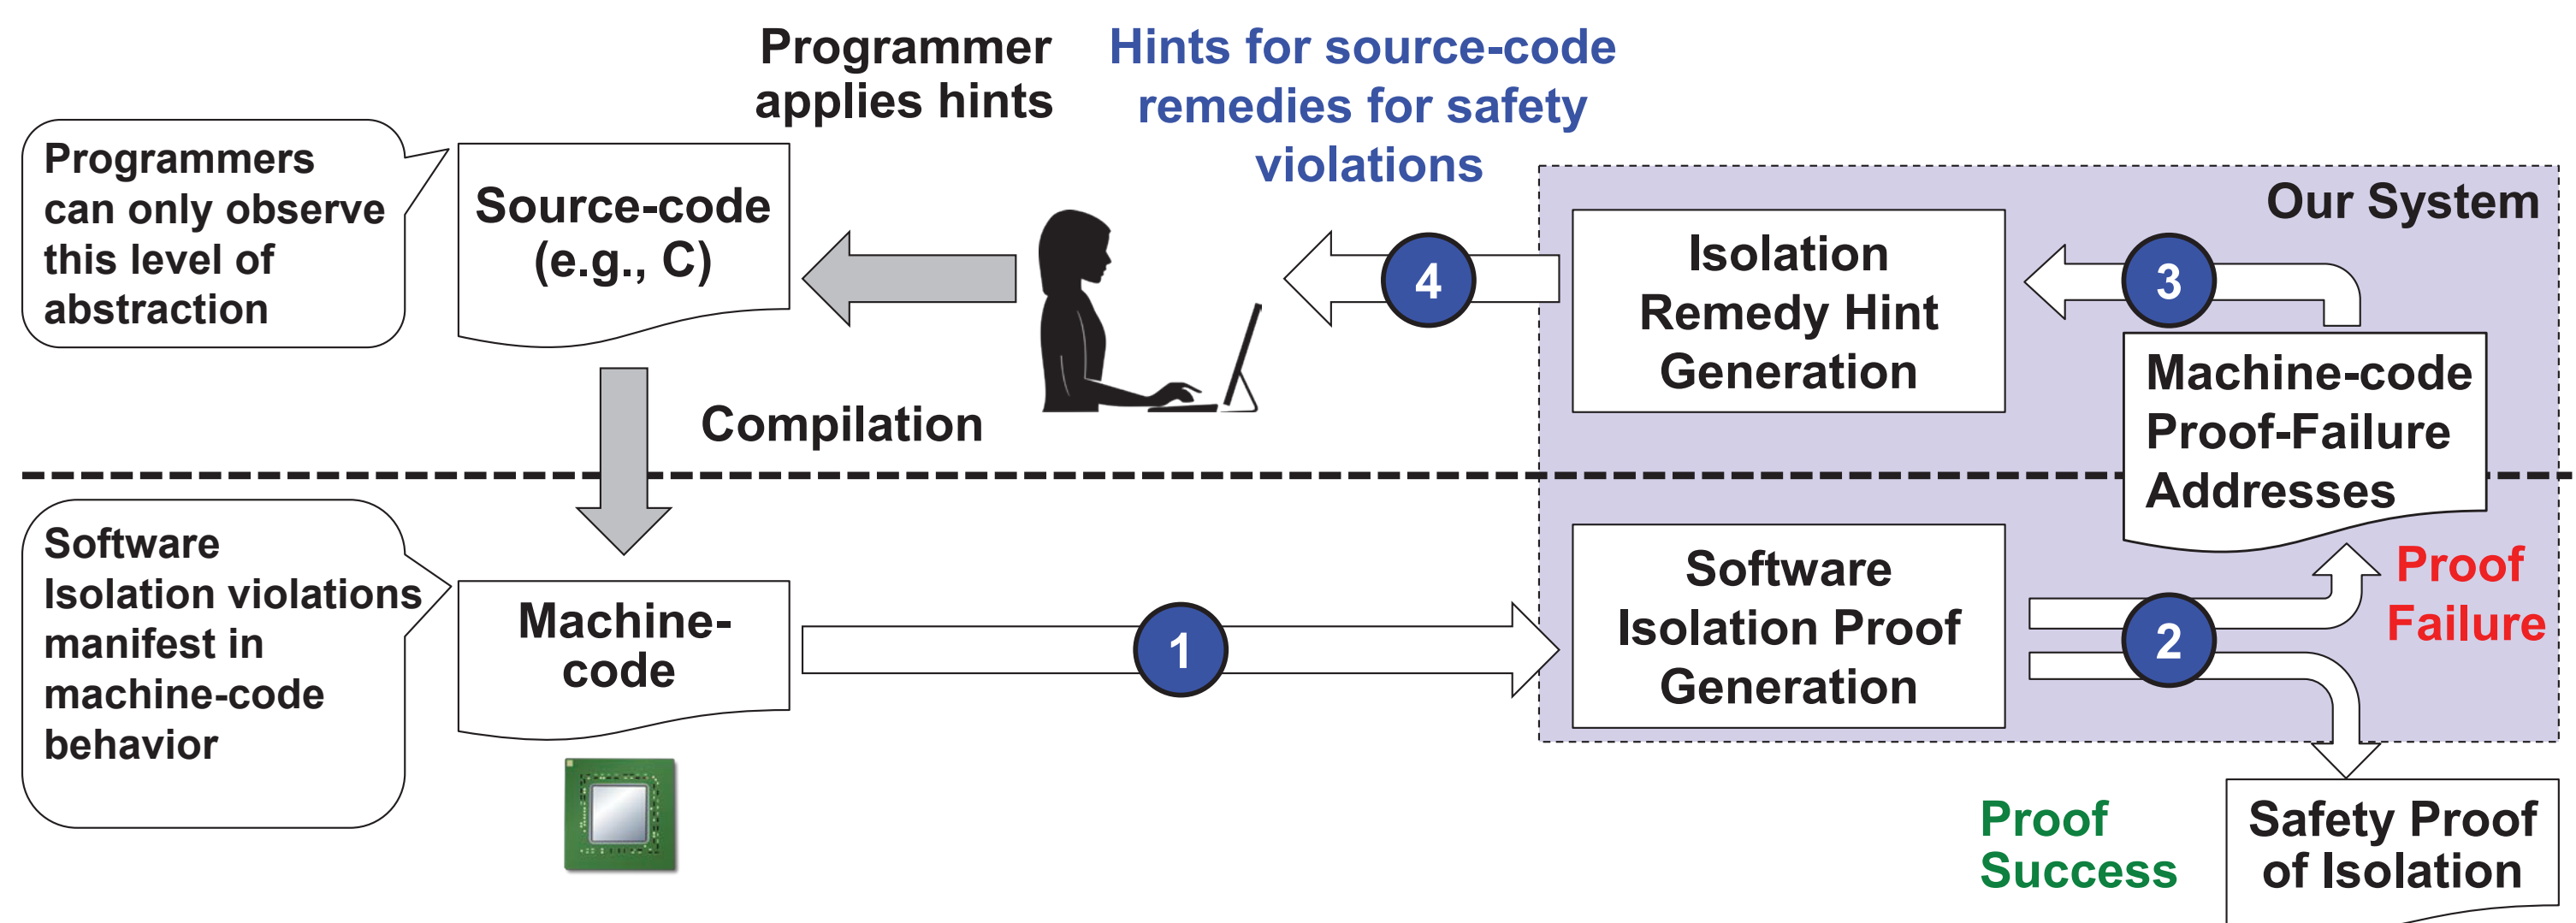 Programmer
applies hints
Hints for source-code
remedies for safety
violations
Programmers
can only observe
this level of
abstraction
Source-code
(e.g., C)
4
Isolation
Remedy Hint
Generation
Our System
3
Machine-code
Proof-Failure
Addresses
Compilation
Software
Isolation violations
manifest in
machine-code
behavior
Machine-
code
1
Software
Isolation Proof
Generation
2
Proof
Failure
Proof
Success
Safety Proof
of Isolation